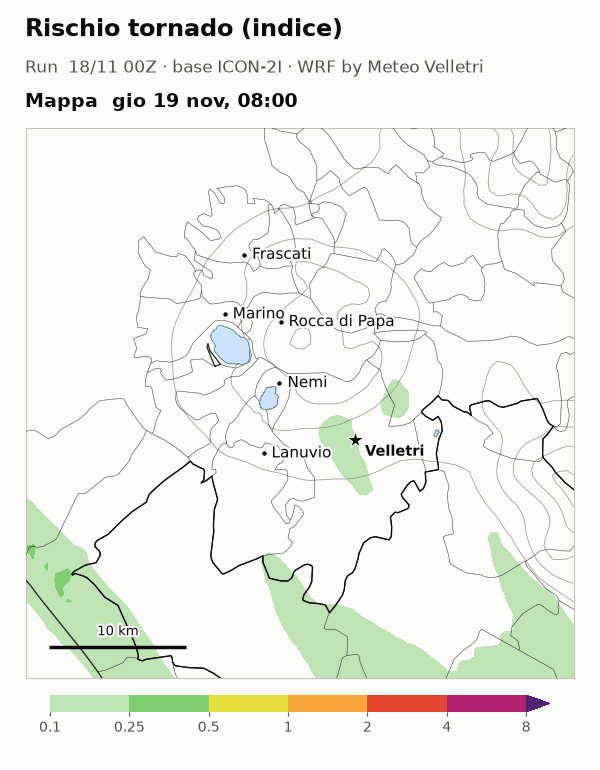 Rischio tornado (indice)
Run  18/11 00Z · base ICON-2I · WRF by Meteo Velletri
Mappa  gio 19 nov, 08:00
Frascati
Marino
Rocca di Papa
Nemi
Velletri
Lanuvio
10 km
0.1 0.25 0.5 1 2 4 8